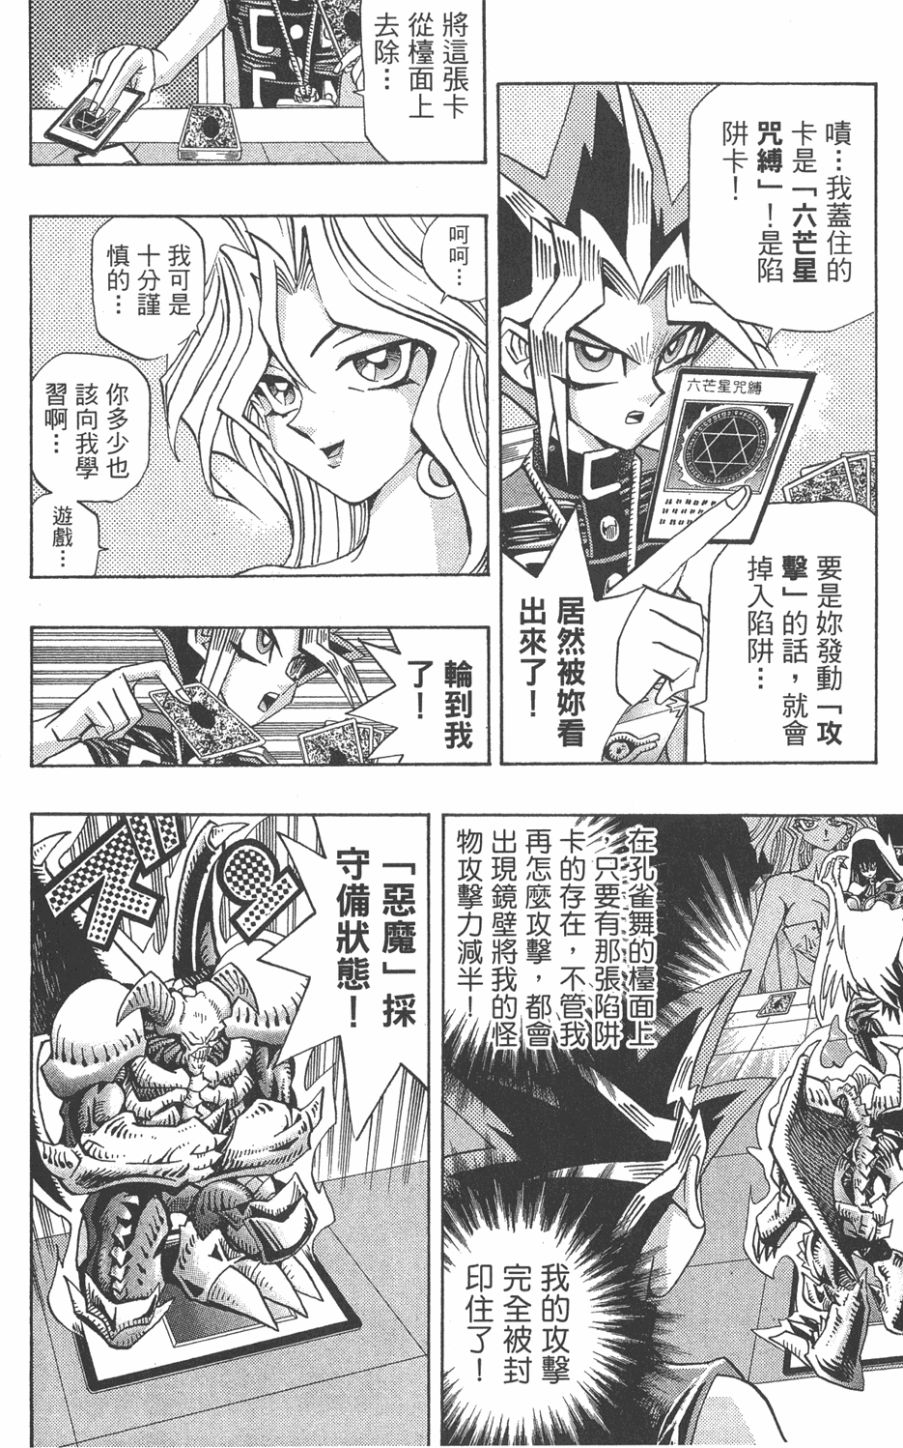 嘖…我蓋住的
卡是「六芒星
咒縛」！是陷
阱卡！
六芒星咒縛
要是妳發動「攻
擊」的話，就會
掉入陷阱…
居然被妳看
出來了！
將這張卡
從檯面上
去除…
呵呵…
我可是
十分謹
慎的…
你多少也
該向我學
習啊…
遊戲…
輪到我
了！
在孔雀舞的檯面上
，只要有那張陷阱
卡的存在，不管我
再怎麼攻擊，都會
出現鏡壁將我的怪
物攻擊力減半！
我的攻擊
完全被封
印住了！
「惡魔」採
守備狀態！